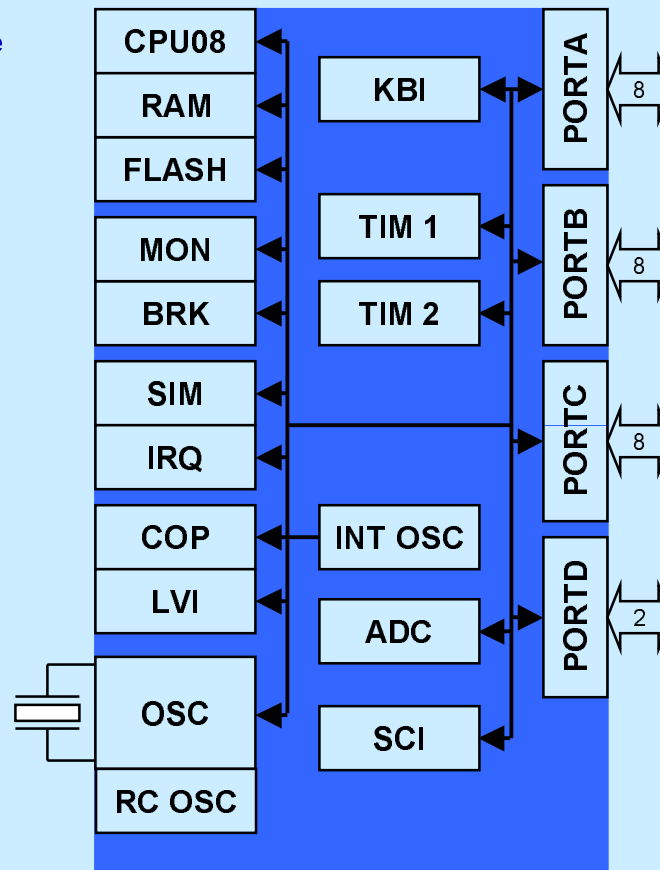 e
CPU08
RAM
FLASH
MON
BRK
SIM
IRQ
COP
LVI
OSC
RC OSC
KBI
TIM 1
TIM 2
INT OSC
ADC
SCI
PORTA
8
PORTB
8
PORTC
8
PORTD
2